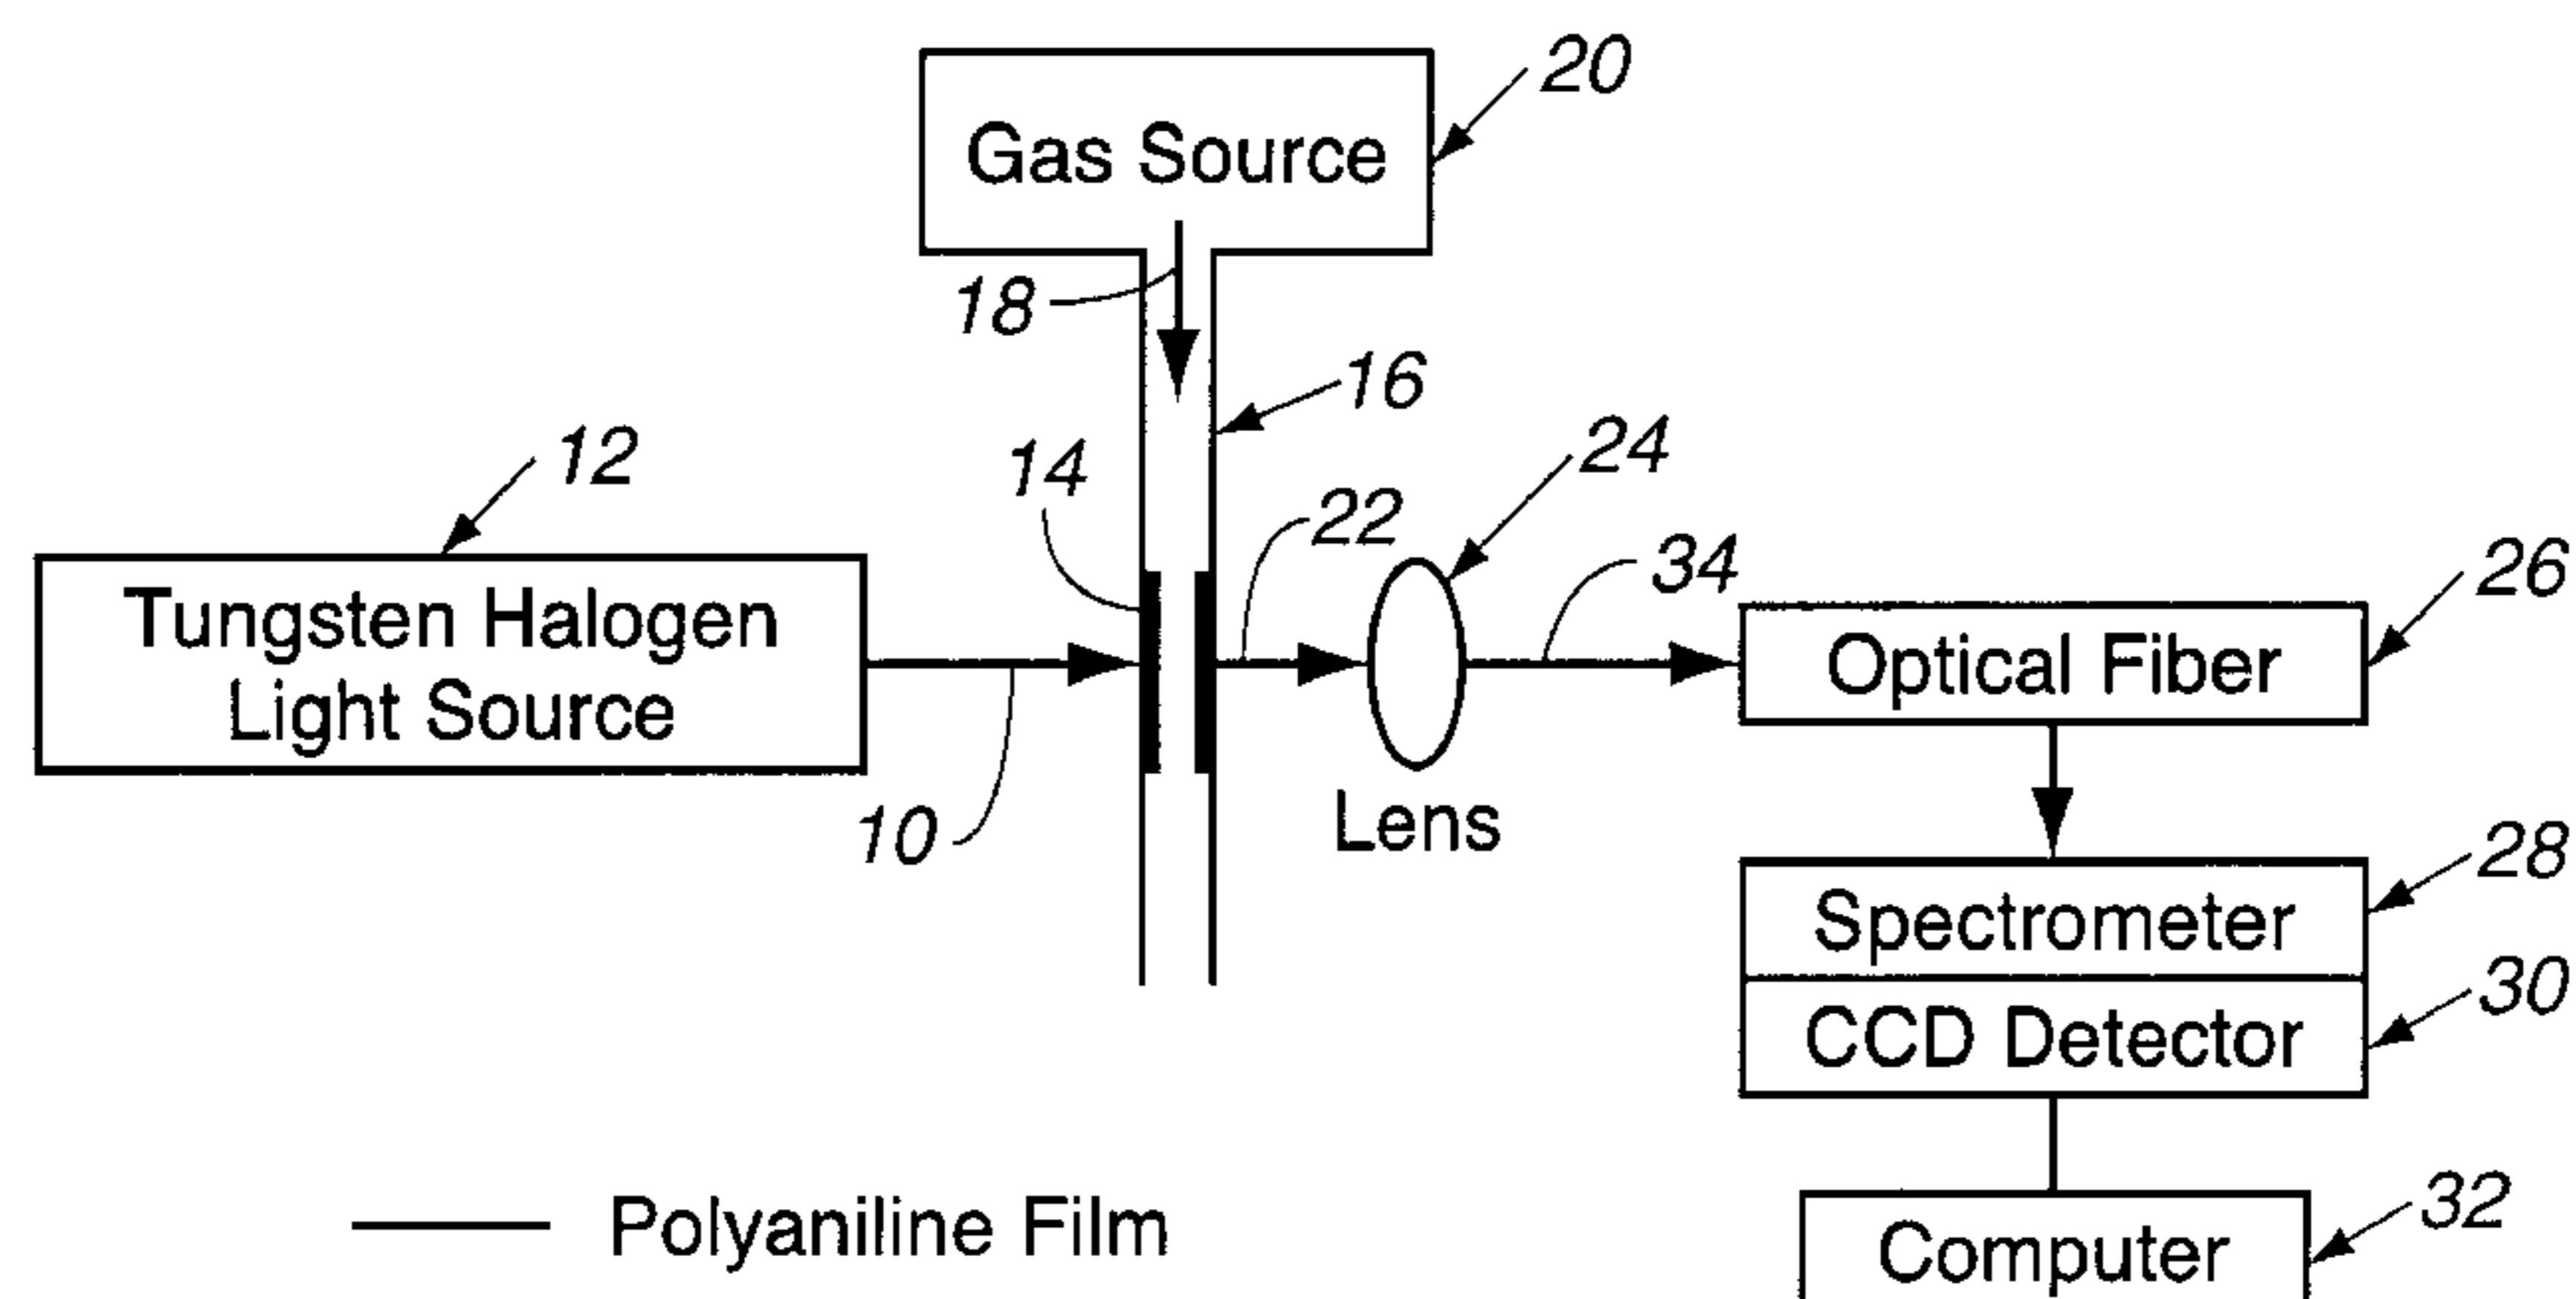 20
Gas Source
18
16
12
14
24
22
34
26
Tungsten Halogen
Light Source
Optical Fiber
10
Lens
28
Spectrometer
30
CCD Detector
32
Polyaniline Film
Computer